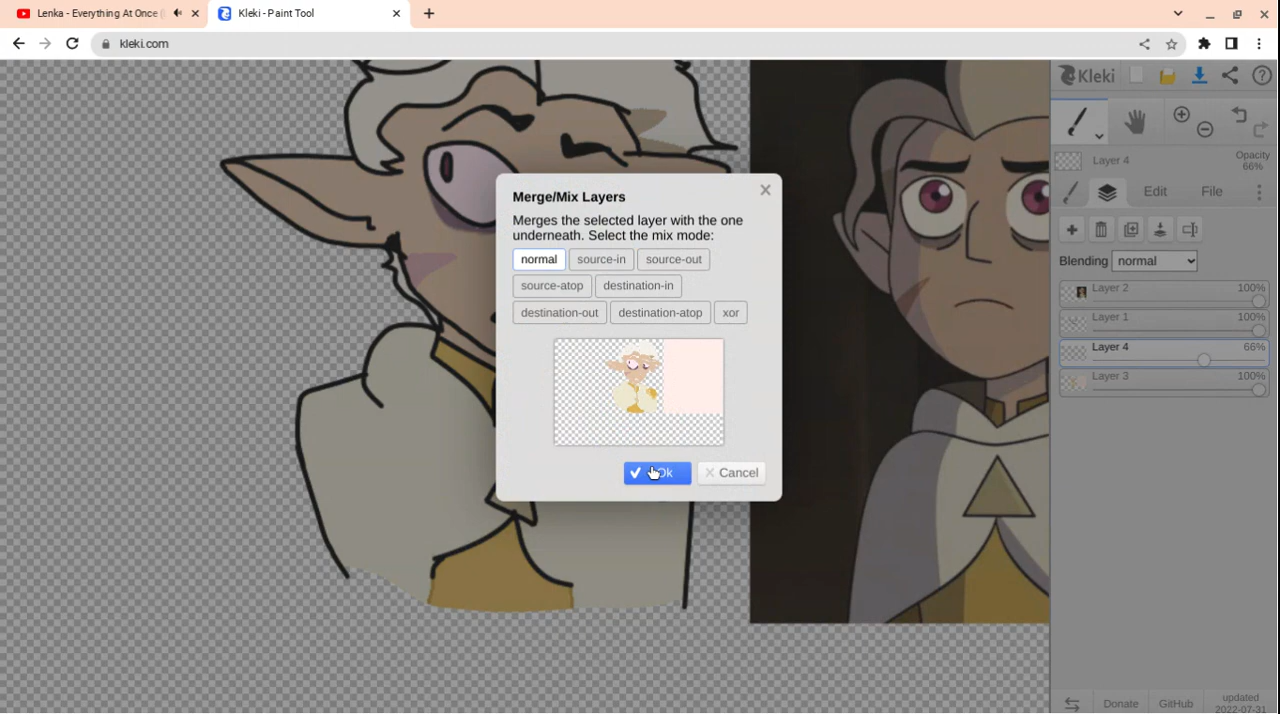 Lenka - Everything At Once
Kleki - Paint Tool
kleki.com
Kleki
Layer 4
Opacity
66%
Edit
File
Blending
normal
Layer 2
100%
Layer 1
100%
Layer 4
66%
Layer 3
100%
Merge/Mix Layers
Merges the selected layer with the one
underneath. Select the mix mode:
normal
source-in
source-out
source-atop
destination-in
destination-out
destination-atop
xor
Ok
Cancel
Donate
GitHub
updated
2022-07-31